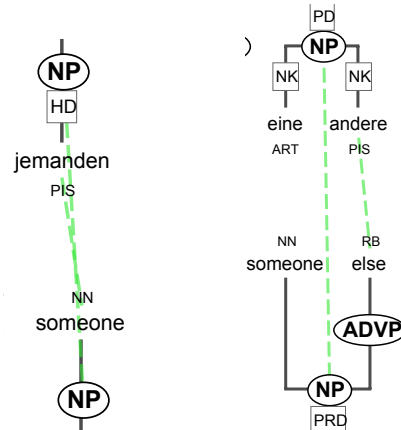 NP
HD
jemanden
PIS
NN
someone
NP
PD
NP
NK NK
eine andere
ART PIS
NN RB
someone else
ADVP
NP
PRD